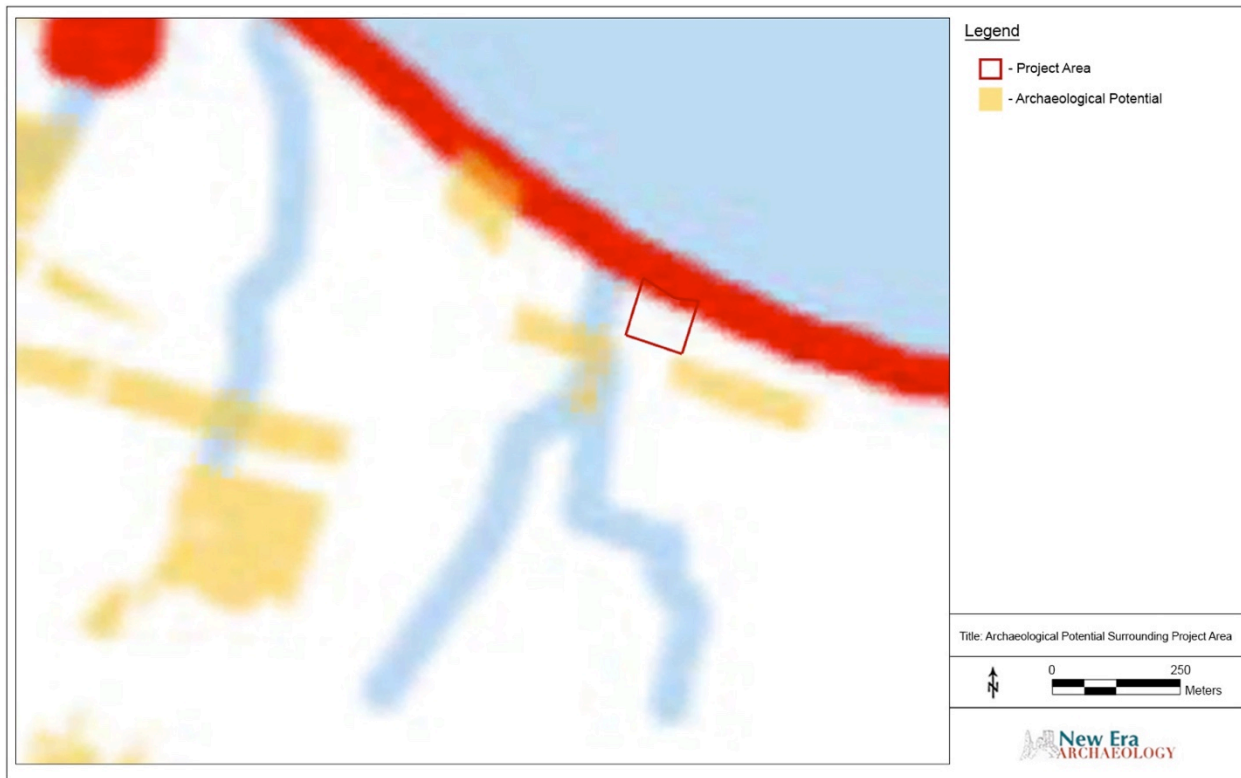 Legend
- Project Area
- Archaeological Potential
Title: Archaeological Potential Surrounding Project Area
N
0 250
Meters
New Era
ARCHAEOLOGY